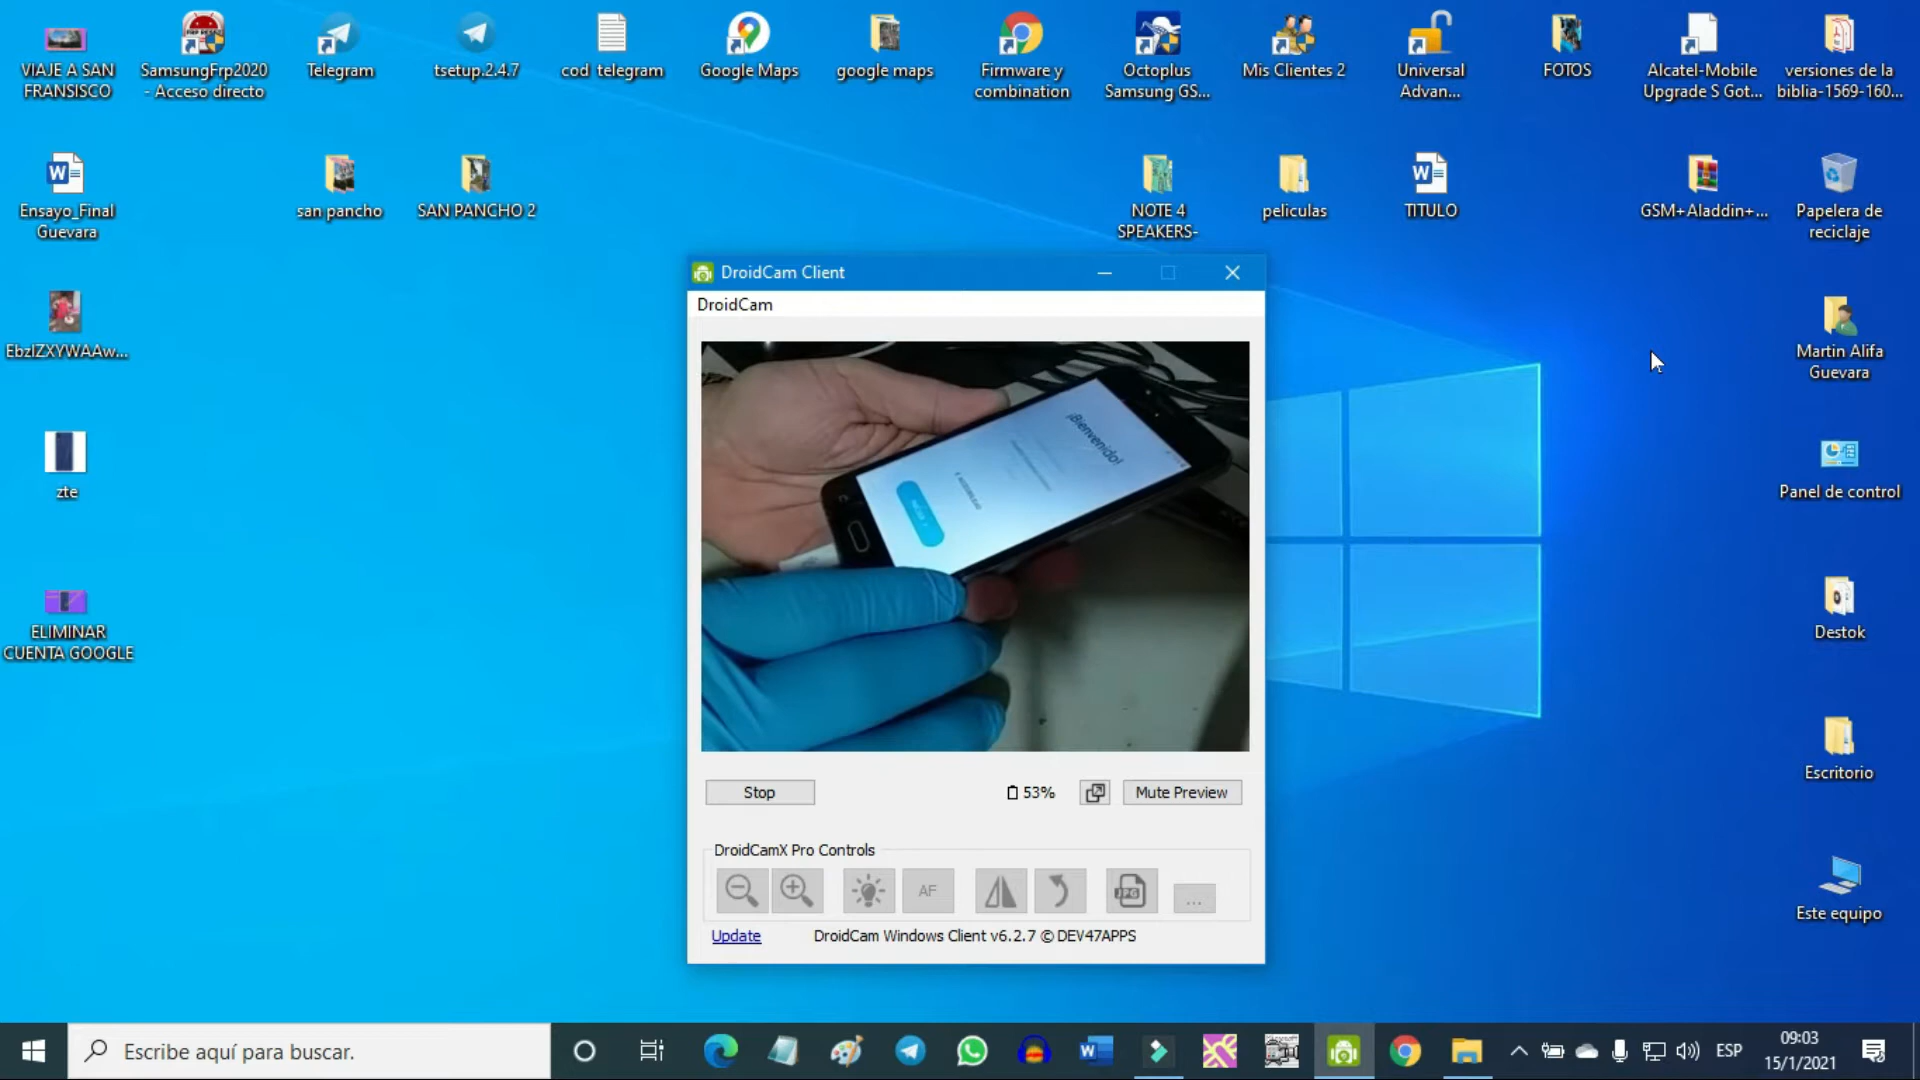 VIAJE A SAN
FRANSISCO
SamsungFrp2020
- Acceso directo
Telegram
tsetup.2.4.7
cod telegram
Google Maps
google maps
Firmware y
combination
Octoplus
Samsung GS...
Mis Clientes 2
Universal
Advan...
FOTOS
Alcatel-Mobile
Upgrade S Got...
versiones de la
biblia-1569-160...
Ensayo_Final
Guevara
san pancho
SAN PANCHO 2
NOTE 4
SPEAKERS-
peliculas
TITULO
GSM+Aladdin+...
Papelera de
reciclaje
EbzIZXYWAAw...
Martin Alifa
Guevara
zte
Panel de control
ELIMINAR
CUENTA GOOGLE
Destok
Escritorio
Este equipo
DroidCam Client
DroidCam
¡Bienvenido!
Stop
53%
Mute Preview
DroidCamX Pro Controls
AF
JPG
...
Update
DroidCam Windows Client v6.2.7 © DEV47APPS
Escribe aquí para buscar.
ESP
09:03
15/1/2021